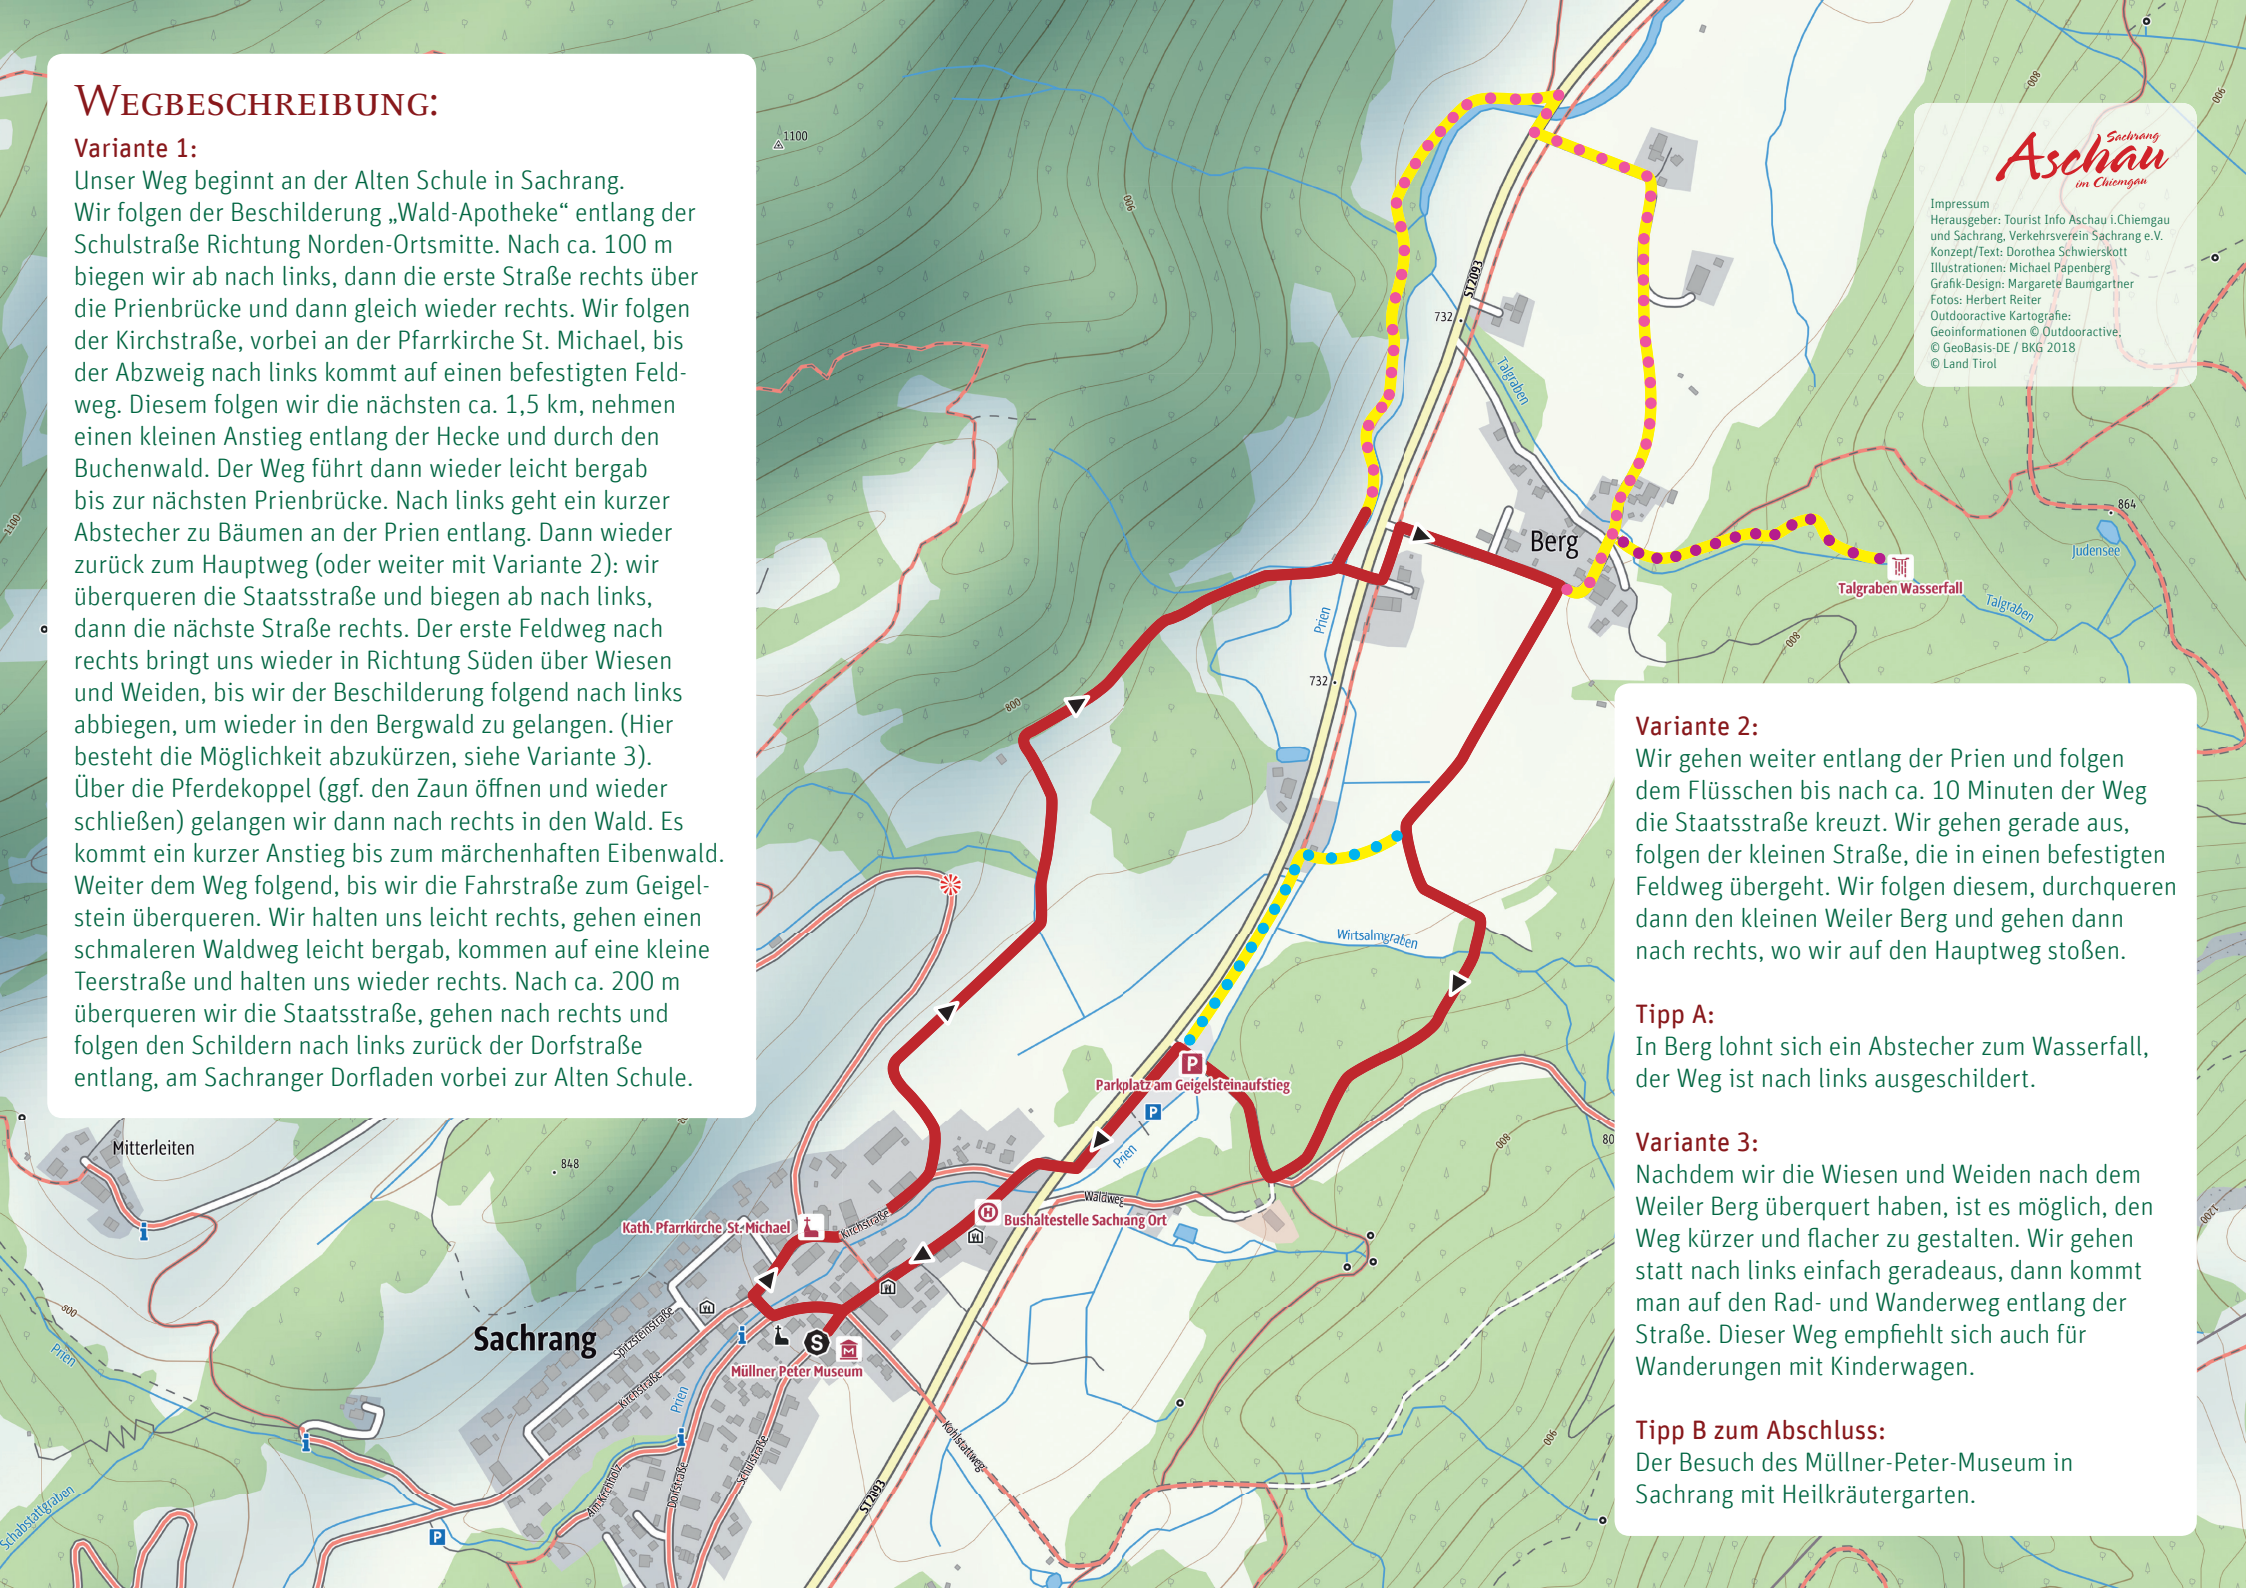 WEGBESCHREIBUNG:
Variante 1:
Unser Weg beginnt an der Alten Schule in Sachrang.
Wir folgen der Beschilderung „Wald-Apotheke“ entlang der
Schulstraße Richtung Norden-Ortsmitte. Nach ca. 100 m
biegen wir ab nach links, dann die erste Straße rechts über
die Prienbrücke und dann gleich wieder rechts. Wir folgen
der Kirchstraße, vorbei an der Pfarrkirche St. Michael, bis
der Abzweig nach links kommt auf einen befestigten Feld-
weg. Diesem folgen wir die nächsten ca. 1,5 km, nehmen
einen kleinen Anstieg entlang der Hecke und durch den
Buchenwald. Der Weg führt dann wieder leicht bergab
bis zur nächsten Prienbrücke. Nach links geht ein kurzer
Abstecher zu Bäumen an der Prien entlang. Dann wieder
zurück zum Hauptweg (oder weiter mit Variante 2): wir
überqueren die Staatsstraße und biegen ab nach links,
dann die nächste Straße rechts. Der erste Feldweg nach
rechts bringt uns wieder in Richtung Süden über Wiesen
und Weiden, bis wir der Beschilderung folgend nach links
abbiegen, um wieder in den Bergwald zu gelangen. (Hier
besteht die Möglichkeit abzukürzen, siehe Variante 3).
Über die Pferdekoppel (ggf. den Zaun öffnen und wieder
schließen) gelangen wir dann nach rechts in den Wald. Es
kommt ein kurzer Anstieg bis zum märchenhaften Eibenwald.
Weiter dem Weg folgend, bis wir die Fahrstraße zum Geigel-
stein überqueren. Wir halten uns leicht rechts, gehen einen
schmaleren Waldweg leicht bergab, kommen auf eine kleine
Teerstraße und halten uns wieder rechts. Nach ca. 200 m
überqueren wir die Staatsstraße, gehen nach rechts und
folgen den Schildern nach links zurück der Dorfstraße
entlang, am Sachranger Dorfladen vorbei zur Alten Schule.
Sachrang
Aschau
im Chiemgau
Impressum
Herausgeber: Tourist Info Aschau i.Chiemgau
und Sachrang, Verkehrsverein Sachrang e.V.
Konzept/Text: Dorothea Schwierskott
Illustrationen: Michael Papenberg
Grafik-Design: Margarete Baumgartner
Fotos: Herbert Reiter
Outdooractive Kartografie:
Geoinformationen © Outdooractive,
© GeoBasis-DE / BKG 2018
© Land Tirol
Variante 2:
Wir gehen weiter entlang der Prien und folgen
dem Flüsschen bis nach ca. 10 Minuten der Weg
die Staatsstraße kreuzt. Wir gehen gerade aus,
folgen der kleinen Straße, die in einen befestigten
Feldweg übergeht. Wir folgen diesem, durchqueren
dann den kleinen Weiler Berg und gehen dann
nach rechts, wo wir auf den Hauptweg stoßen.
Tipp A:
In Berg lohnt sich ein Abstecher zum Wasserfall,
der Weg ist nach links ausgeschildert.
Variante 3:
Nachdem wir die Wiesen und Weiden nach dem
Weiler Berg überquert haben, ist es möglich, den
Weg kürzer und flacher zu gestalten. Wir gehen
statt nach links einfach geradeaus, dann kommt
man auf den Rad- und Wanderweg entlang der
Straße. Dieser Weg empfiehlt sich auch für
Wanderungen mit Kinderwagen.
Tipp B zum Abschluss:
Der Besuch des Müllner-Peter-Museum in
Sachrang mit Heilkräutergarten.
1100
900
800
900
ST2093
732
Talgraben
864
Judensee
Berg
Talgraben Wasserfall
Talgraben
1100
Prien
800
732
800
Wirtsalmgraben
P
Parkplatz am Geigelsteinaufstieg
P
Prien
Mitterleiten
848
800
80
Waldweg
1200
Kath. Pfarrkirche St. Michael
Kirchstraße
H
Bushaltestelle Sachrang Ort
800
Sachrang
Spitzsteinstraße
i
S
M
Müllner Peter Museum
Prien
Kirchstraße
Prien
i
i
i
Kohlstattweg
900
Schulstraße
Dorfstraße
Am Kirchholz
ST2093
Schabstattgraben
P